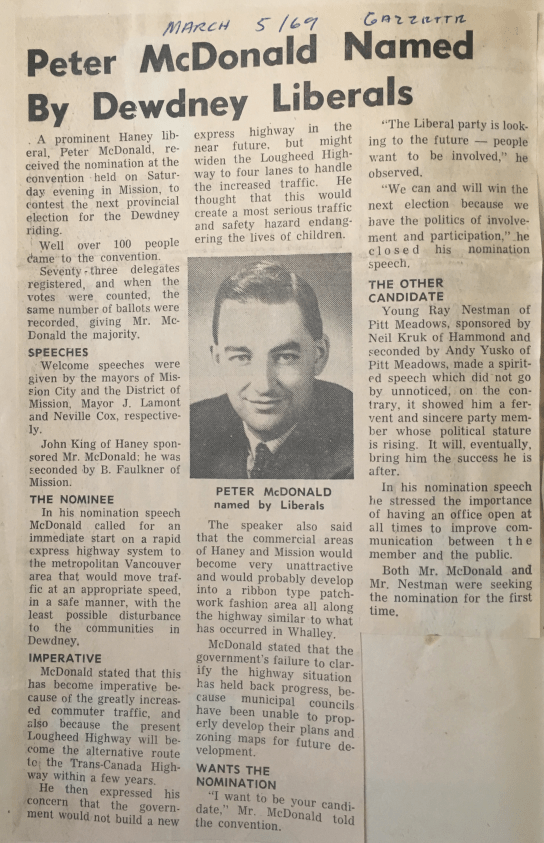 MARCH 5/69 GAZZETTE
Peter McDonald Named
By Dewdney Liberals
A prominent Haney lib-
eral, Peter McDonald, re-
ceived the nomination at the
convention held on Satur-
day evening in Mission, to
contest the next provincial
election for the Dewdney
riding.
Well over 100 people
came to the convention.
Seventy-three delegates
registered, and when the
votes were counted, the
same number of ballots were
recorded, giving Mr. Mc-
Donald the majority.
SPEECHES
Welcome speeches were
given by the mayors of Mis-
sion City and the District of
Mission, Mayor J. Lamont
and Neville Cox, respective-
ly.
John King of Haney spon-
sored Mr. McDonald; he was
seconded by B. Faulkner of
Mission.
THE NOMINEE
In his nomination speech
McDonald called for an
immediate start on a rapid
express highway system to
the metropolitan Vancouver
area that would move traf-
fic at an appropriate speed,
in a safe manner, with the
least possible disturbance
to the communities in
Dewdney.
IMPERATIVE
McDonald stated that this
has become imperative be-
cause of the greatly increas-
ed commuter traffic, and
also because the present
Lougheed Highway will be-
come the alternative route
to the Trans-Canada High-
way within a few years.
He then expressed his
concern that the govern-
ment would not build a new
express highway in the
near future, but might
widen the Lougheed High-
way to four lanes to handle
the increased traffic. He
thought that this would
create a most serious traffic
and safety hazard endang-
ering the lives of children.
PETER McDONALD
named by Liberals
The speaker also said
that the commercial areas
of Haney and Mission would
become very unattractive
and would probably develop
into a ribbon type patch-
work fashion area all along
the highway similar to what
has occurred in Whalley.
McDonald stated that the
government's failure to clar-
ify the highway situation
has held back progress, be-
cause municipal councils
have been unable to prop-
erly develop their plans and
zoning maps for future de-
velopment.
WANTS THE
NOMINATION
"I want to be your candi-
date," Mr. McDonald told
the convention.
"The Liberal party is look-
ing to the future — people
want to be involved," he
observed.
"We can and will win the
next election because we
have the politics of involve-
ment and participation," he
closed his nomination
speech.
THE OTHER
CANDIDATE
Young Ray Nestman of
Pitt Meadows, sponsored by
Neil Kruk of Hammond and
seconded by Andy Yusko of
Pitt Meadows, made a spirit-
ed speech which did not go
by unnoticed, on the con-
trary, it showed him a fer-
vent and sincere party mem-
ber whose political stature
is rising. It will, eventually,
bring him the success he is
after.
In his nomination speech
he stressed the importance
of having an office open at
all times to improve com-
munication between the
member and the public.
Both Mr. McDonald and
Mr. Nestman were seeking
the nomination for the first
time.